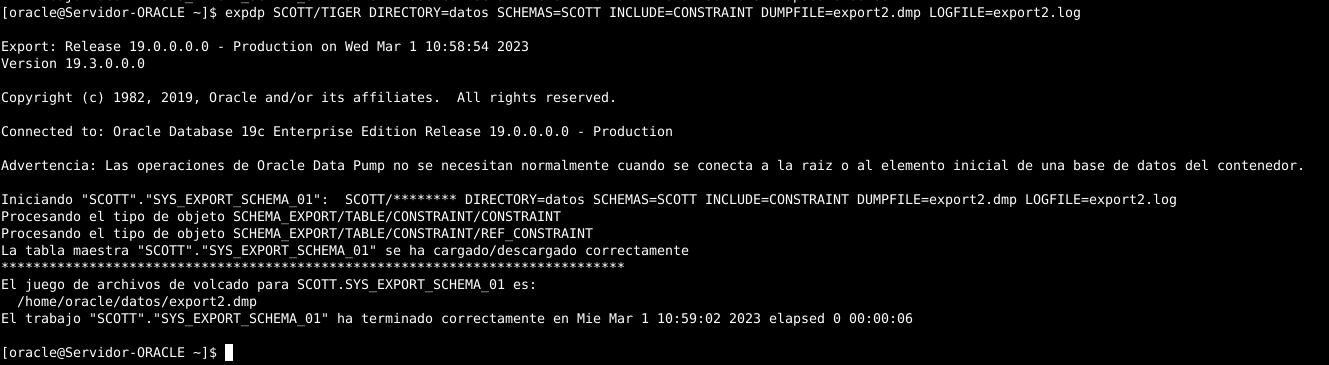 [oracle@Servidor-ORACLE ~]$ expdp SCOTT/TIGER DIRECTORY=datos SCHEMAS=SCOTT INCLUDE=CONSTRAINT DUMPFILE=export2.dmp LOGFILE=export2.log
Export: Release 19.0.0.0.0 - Production on Wed Mar 1 10:58:54 2023
Version 19.3.0.0.0
Copyright (c) 1982, 2019, Oracle and/or its affiliates.  All rights reserved.
Connected to: Oracle Database 19c Enterprise Edition Release 19.0.0.0.0 - Production
Advertencia: Las operaciones de Oracle Data Pump no se necesitan normalmente cuando se conecta a la raiz o al elemento inicial de una base de datos del contenedor.
Iniciando "SCOTT"."SYS_EXPORT_SCHEMA_01":  SCOTT/******** DIRECTORY=datos SCHEMAS=SCOTT INCLUDE=CONSTRAINT DUMPFILE=export2.dmp LOGFILE=export2.log
Procesando el tipo de objeto SCHEMA_EXPORT/TABLE/CONSTRAINT/CONSTRAINT
Procesando el tipo de objeto SCHEMA_EXPORT/TABLE/CONSTRAINT/REF_CONSTRAINT
La tabla maestra "SCOTT"."SYS_EXPORT_SCHEMA_01" se ha cargado/descargado correctamente
******************************************************************************
El juego de archivos de volcado para SCOTT.SYS_EXPORT_SCHEMA_01 es:
  /home/oracle/datos/export2.dmp
El trabajo "SCOTT"."SYS_EXPORT_SCHEMA_01" ha terminado correctamente en Mie Mar 1 10:59:02 2023 elapsed 0 00:00:06
[oracle@Servidor-ORACLE ~]$